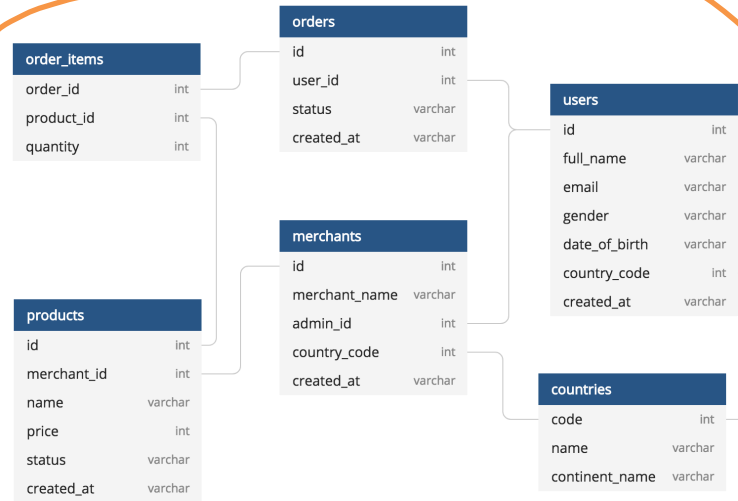 order_items
order_id int
product_id int
quantity int
orders
id int
user_id int
status varchar
created_at varchar
users
id int
full_name varchar
email varchar
gender varchar
date_of_birth varchar
country_code int
created_at varchar
merchants
id int
merchant_name varchar
admin_id int
country_code int
created_at varchar
products
id int
merchant_id int
name varchar
price int
status varchar
created_at varchar
countries
code int
name varchar
continent_name varchar